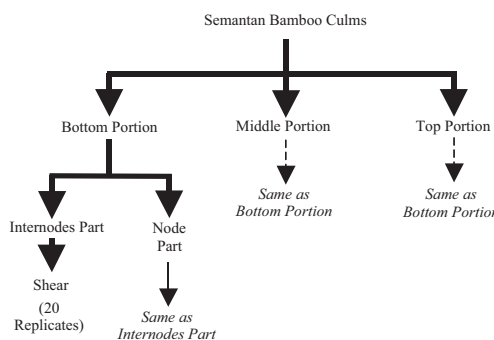 Semantan Bamboo Culms
Bottom Portion
Middle Portion
Top Portion
Same as
Bottom Portion
Same as
Bottom Portion
Internodes Part
Node
Part
Shear
(20
Replicates)
Same as
Internodes Part